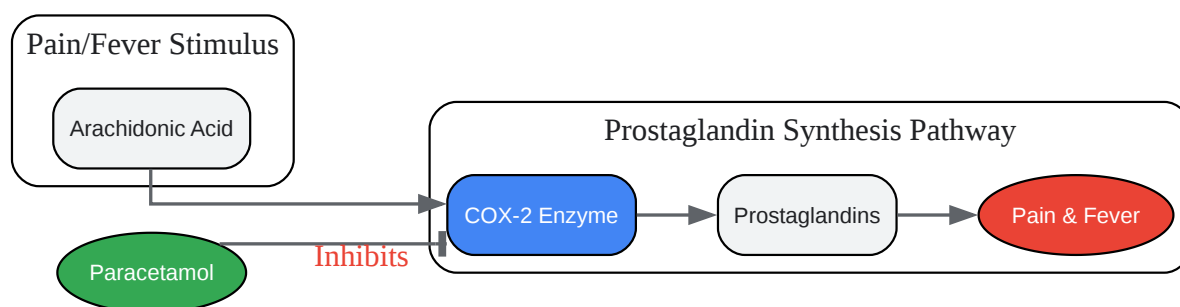 Pain/Fever Stimulus
Arachidonic Acid
Prostaglandin Synthesis Pathway
COX-2 Enzyme
Prostaglandins
Pain & Fever
Inhibits
Paracetamol